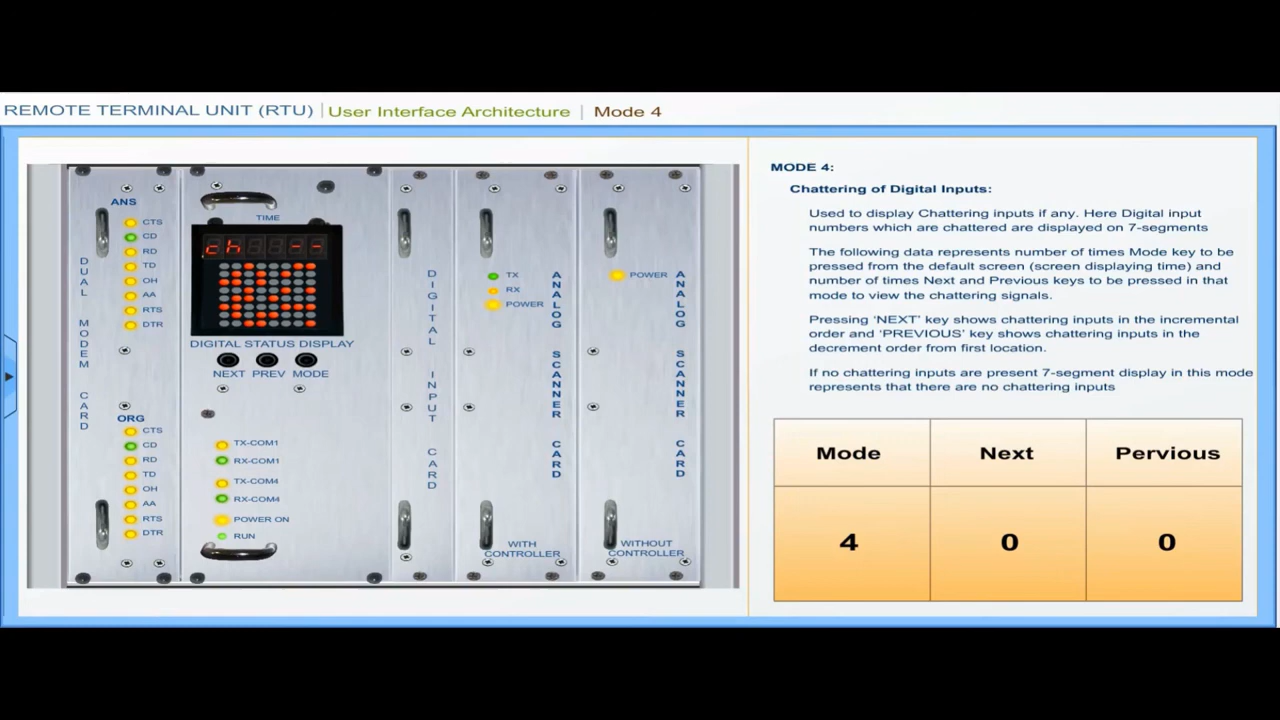 REMOTE TERMINAL UNIT (RTU) | User Interface Architecture | Mode 4
ANS
CTS
CD
RD
TD
OH
AA
RTS
DTR
DUAL MODEM CARD
ORG
CTS
CD
RD
TD
OH
AA
RTS
DTR
TIME
ch --
DIGITAL STATUS DISPLAY
NEXT PREV MODE
TX-COM1
RX-COM1
TX-COM4
RX-COM4
POWER ON
RUN
DIGITAL INPUT CARD
TX
RX
POWER
ANALOG SCANNER CARD
WITH
CONTROLLER
POWER
ANALOG SCANNER CARD
WITHOUT
CONTROLLER
MODE 4:
Chattering of Digital Inputs:
Used to display Chattering inputs if any. Here Digital input
numbers which are chattered are displayed on 7-segments
The following data represents number of times Mode key to be
pressed from the default screen (screen displaying time) and
number of times Next and Previous keys to be pressed in that
mode to view the chattering signals.
Pressing ‘NEXT’ key shows chattering inputs in the incremental
order and ‘PREVIOUS’ key shows chattering inputs in the
decrement order from first location.
If no chattering inputs are present 7-segment display in this mode
represents that there are no chattering inputs
Mode Next Pervious
4 0 0